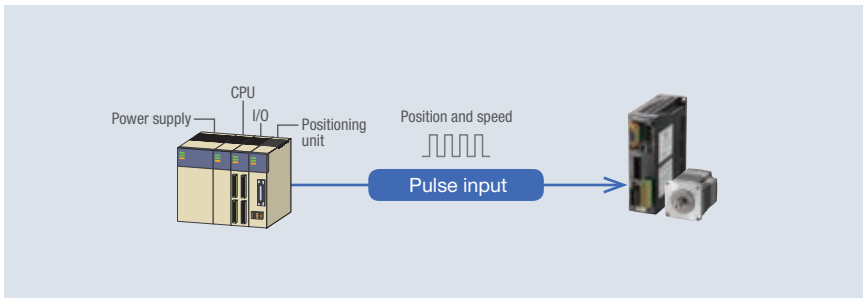 CPU
Power supply
I/O
Positioning
unit
Position and speed
Pulse input